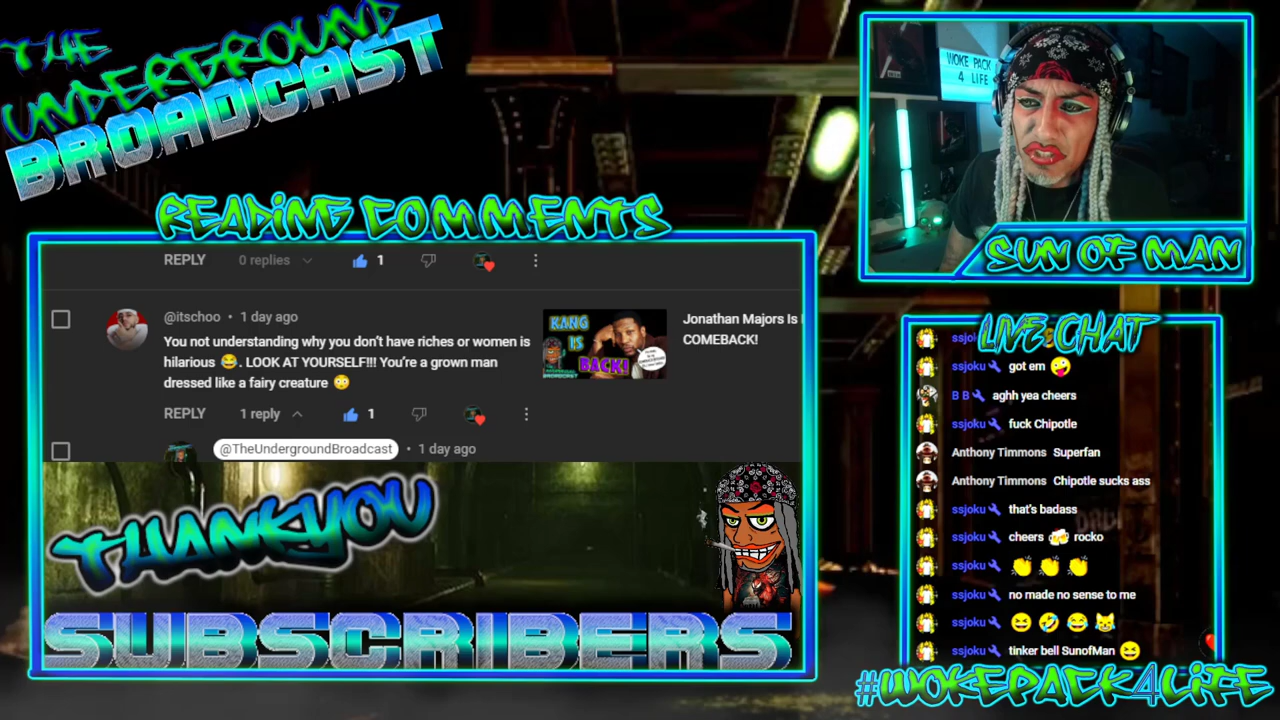 THE
UNDERGROUND
BROADCAST
WOKE PACK
4 LIFE
SUN OF MAN
READING COMMENTS
REPLY 0 replies 1
@itschoo • 1 day ago
You not understanding why you don't have riches or women is
hilarious 😂. LOOK AT YOURSELF!!! You're a grown man
dressed like a fairy creature 😳
REPLY 1 reply 1
KANG
IS
BACK!
Jonathan Majors Is
COMEBACK!
@TheUndergroundBroadcast • 1 day ago
THANKYOU
SUBSCRIBERS
LIVE CHAT
ssjoku got em 🤪
B B aghh yea cheers
ssjoku fuck Chipotle
Anthony Timmons Superfan
Anthony Timmons Chipotle sucks ass
ssjoku that's badass
ssjoku cheers 🍻 rocko
ssjoku 👏 👏 👏
ssjoku no made no sense to me
ssjoku 😆 🤣 😂 😹
ssjoku tinker bell SunofMan 😆
#WOKEPACK4LIFE